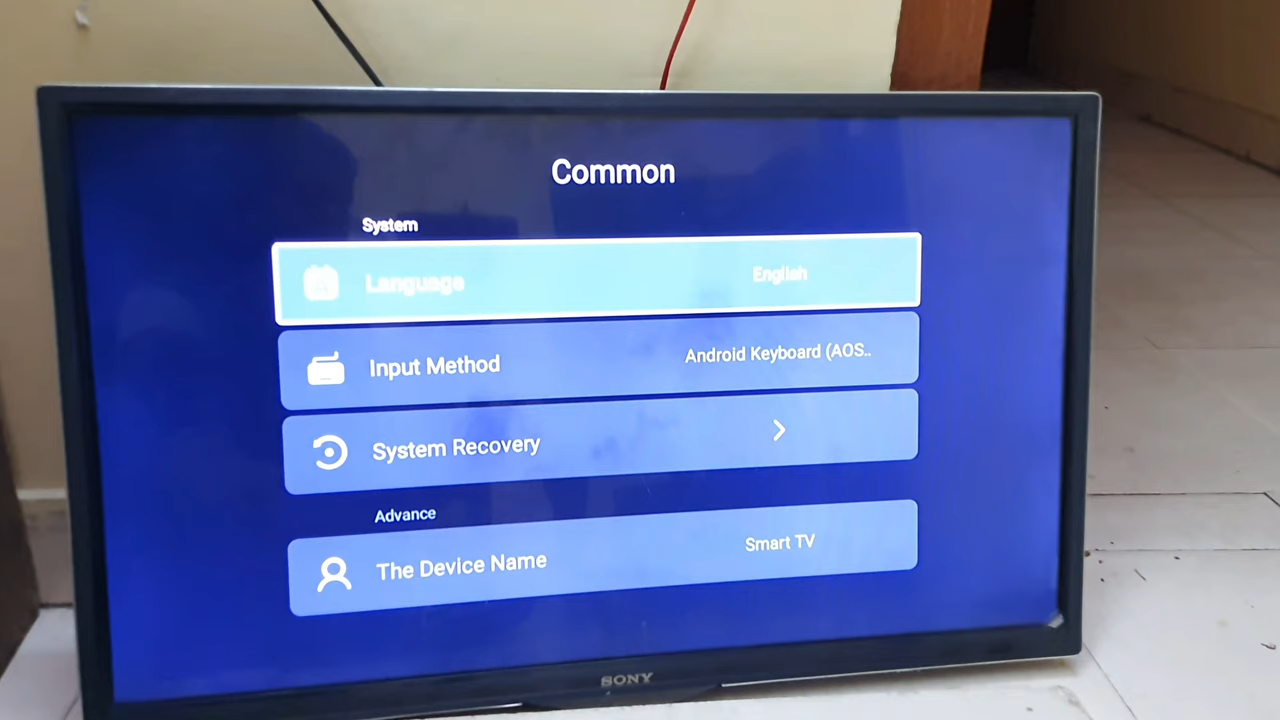 Common
System
Language English
Input Method Android Keyboard (AOS..
System Recovery
Advance
The Device Name Smart TV
SONY